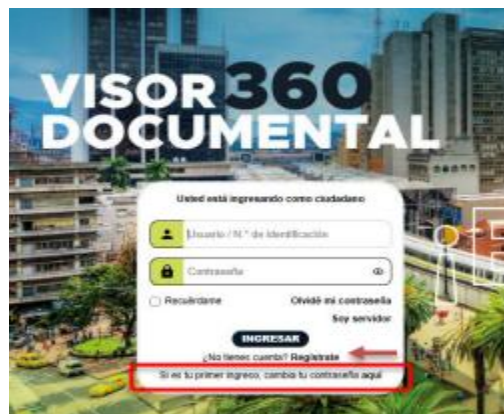 VISOR 360
DOCUMENTAL
Usted está ingresando como ciudadano
Usuario / N.° de identificación
Contraseña
Recuérdame
Olvidé mi contraseña
Soy servidor
INGRESAR
¿No tienes cuenta? Regístrate
Si es tu primer ingreso, cambia tu contraseña aquí
¡E